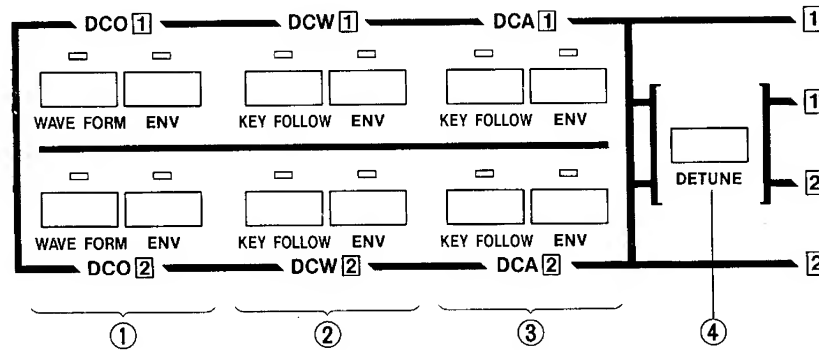 DCO 1 DCW 1 DCA 1 1
WAVE FORM ENV KEY FOLLOW ENV KEY FOLLOW ENV 1
DETUNE 2
WAVE FORM ENV KEY FOLLOW ENV KEY FOLLOW ENV
DCO 2 DCW 2 DCA 2 2
① ② ③ ④